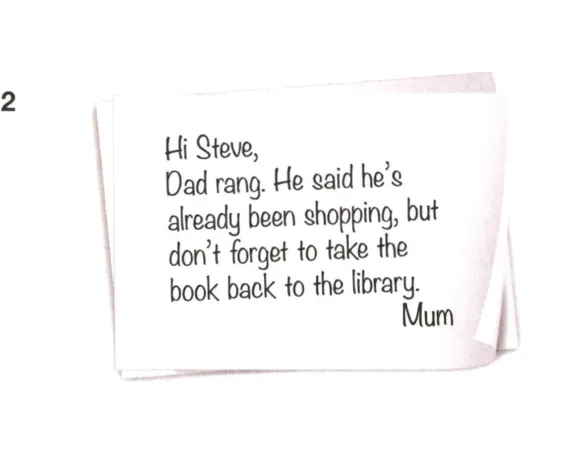 2
Hi Steve,
Dad rang. He said he's
already been shopping, but
don't forget to take the
book back to the library.
Mum